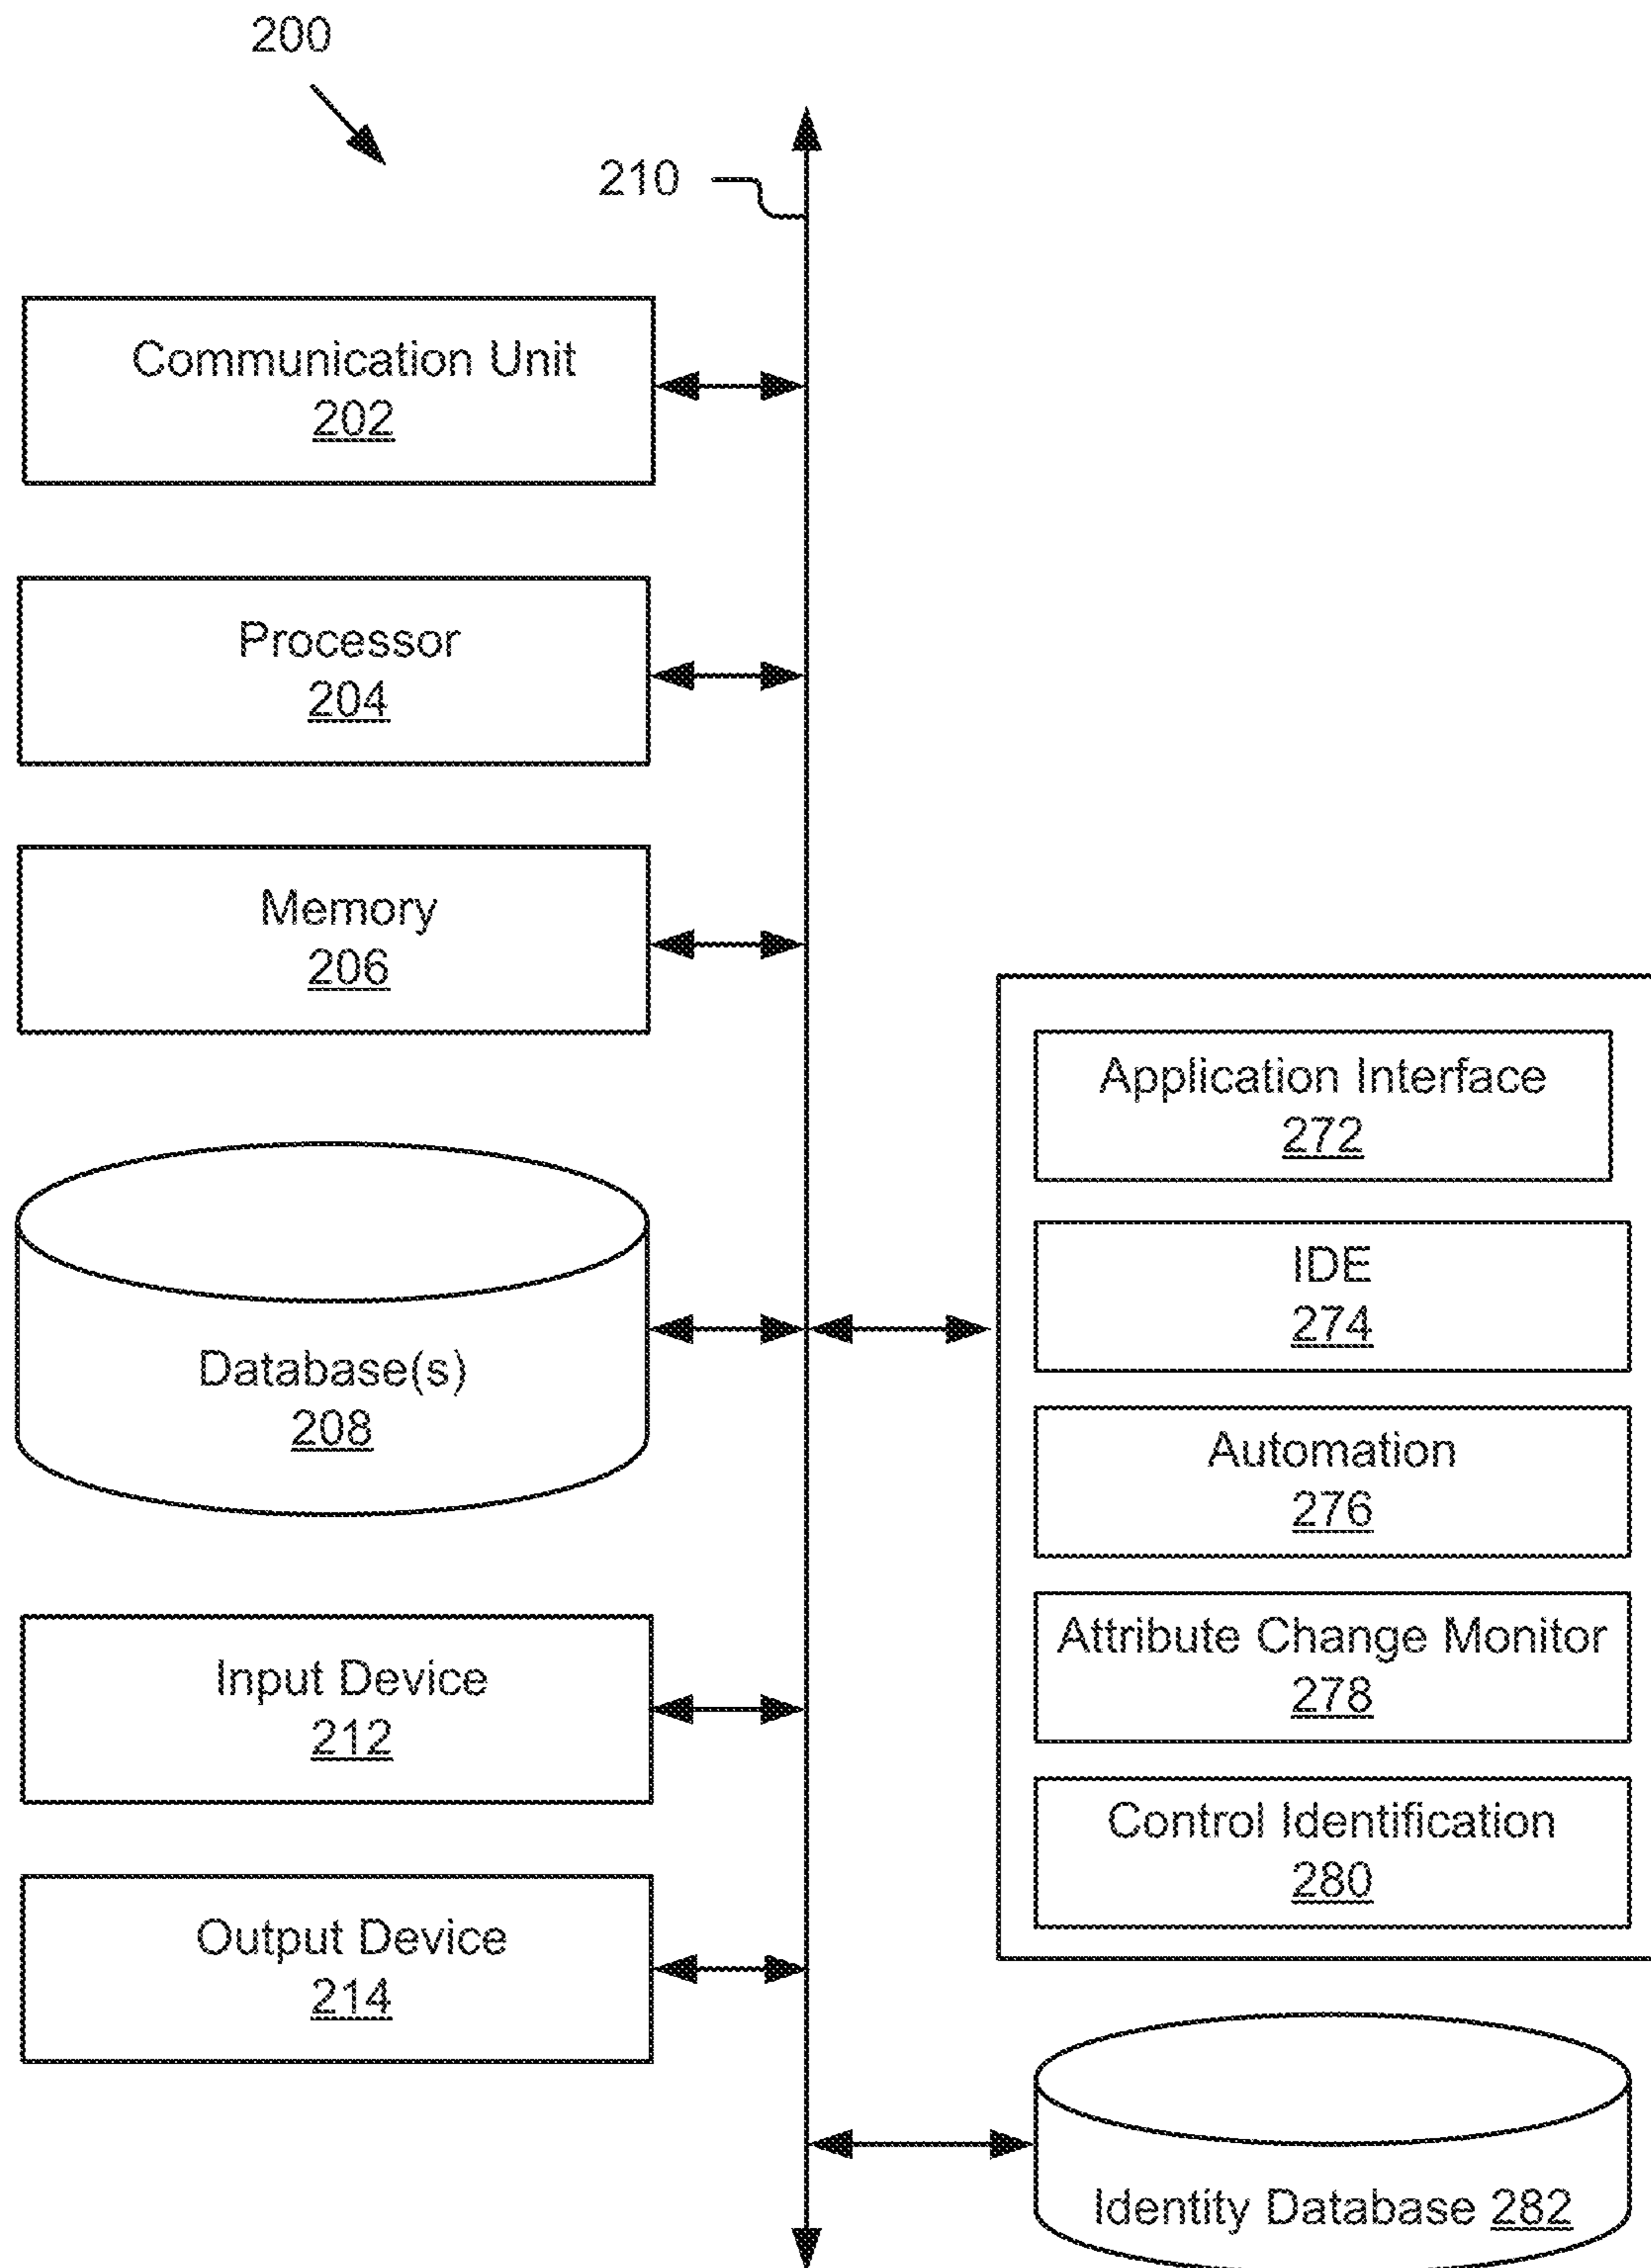 200
210
Communication Unit
202
Processor
204
Memory
206
Database(s)
208
Input Device
212
Output Device
214
Application Interface
272
IDE
274
Automation
276
Attribute Change Monitor
278
Control Identification
280
Identity Database 282